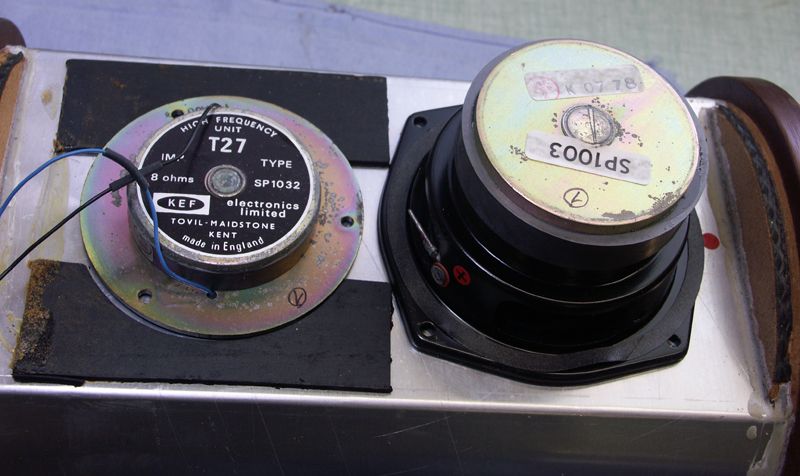 HIGH FREQUENCY
UNIT
T27
IMP TYPE
8 ohms SP1032
KEF electronics
limited
TOVIL-MAIDSTONE
KENT
made in England
K 07 78
SP1003